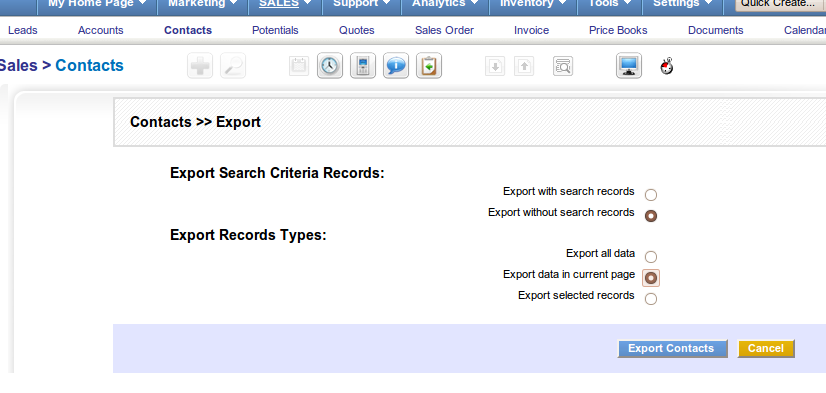 My Home Page Marketing SALES Support Analytics Inventory Tools Settings Quick Create...
Leads Accounts Contacts Potentials Quotes Sales Order Invoice Price Books Documents Calendar
Sales > Contacts
Contacts >> Export
Export Search Criteria Records:
Export with search records
Export without search records
Export Records Types:
Export all data
Export data in current page
Export selected records
Export Contacts Cancel